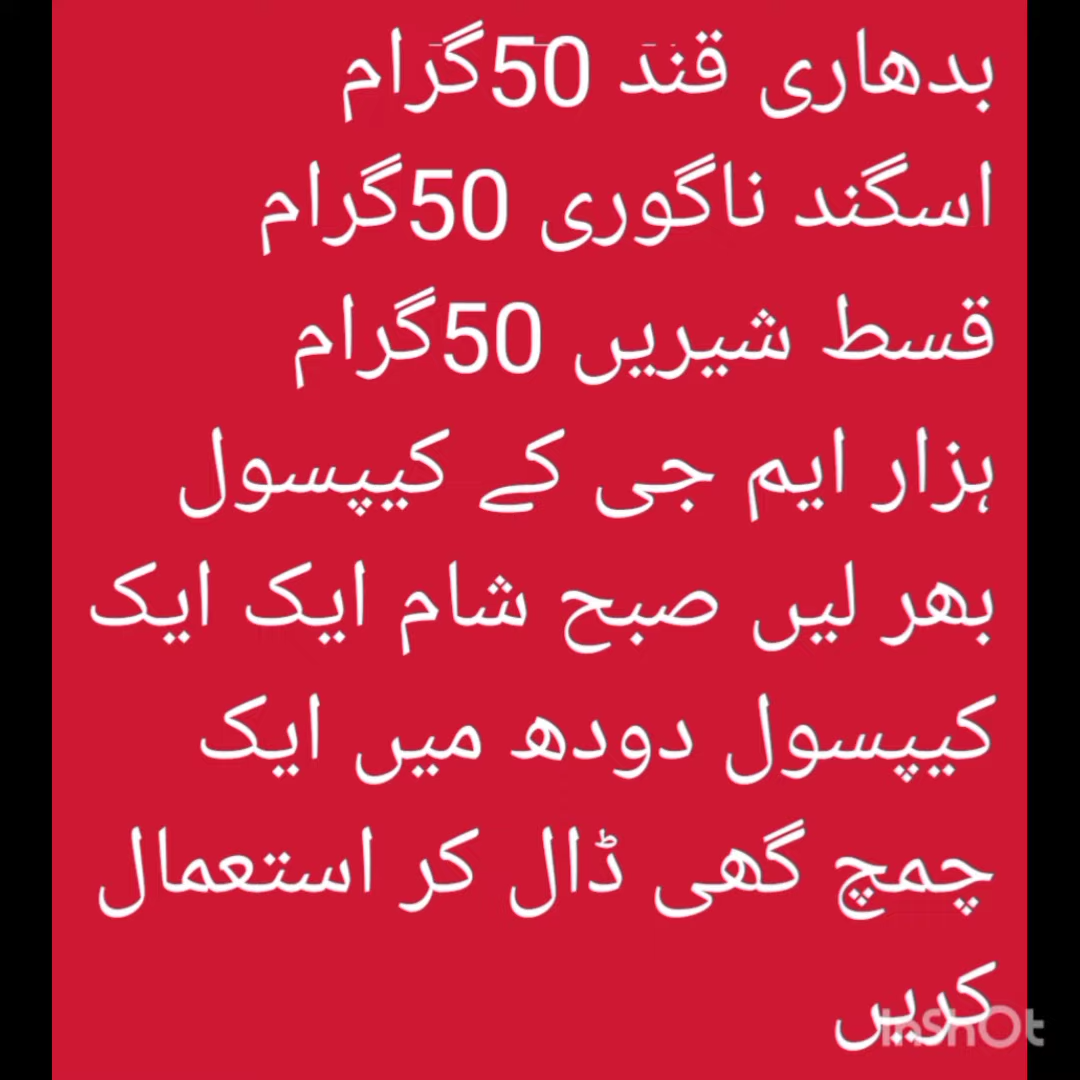 بدھاری قند 50گرام
اسگند ناگوری 50گرام
قسط شیریں 50گرام
ہزار ایم جی کے کیپسول
بھر لیں صبح شام ایک ایک
کیپسول دودھ میں ایک
چمچ گھی ڈال کر استعمال
کریں
InShOt